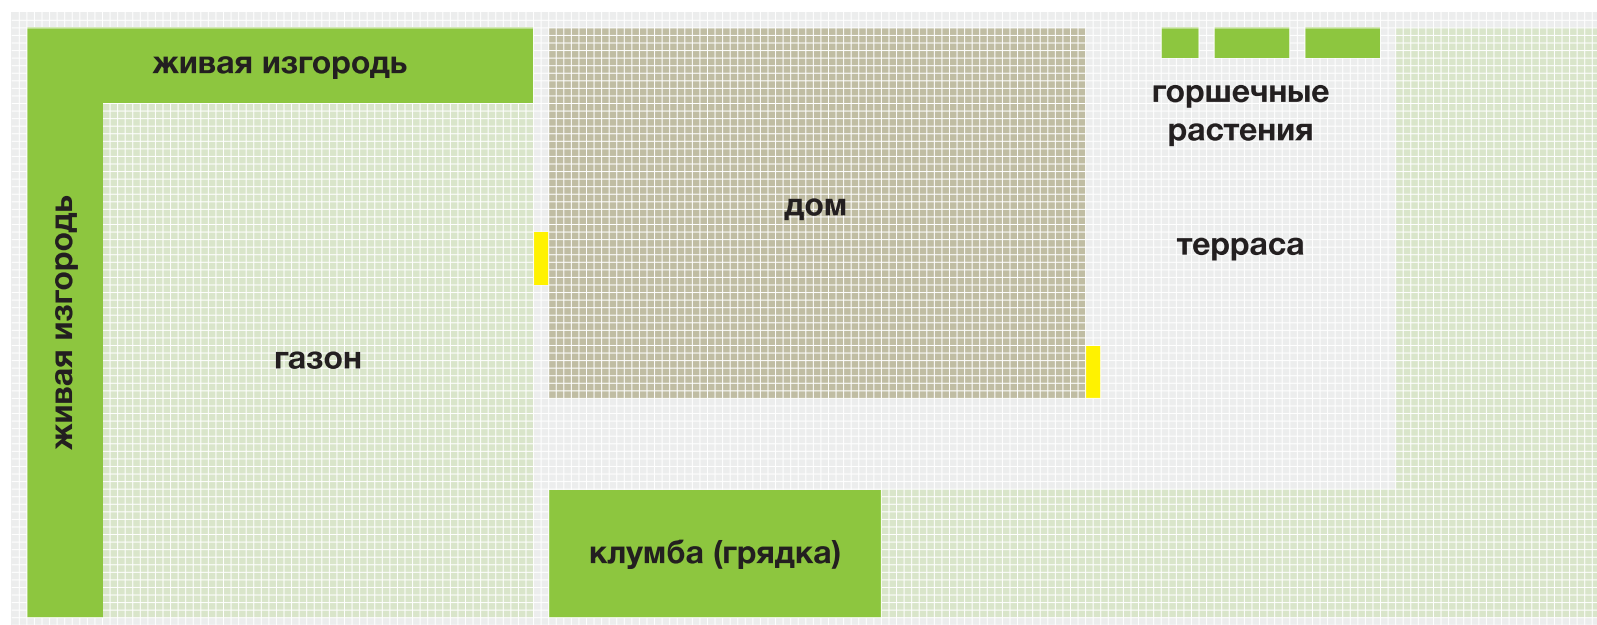 живая изгородь
горшечные
растения
дом
терраса
живая изгородь
газон
клумба (грядка)